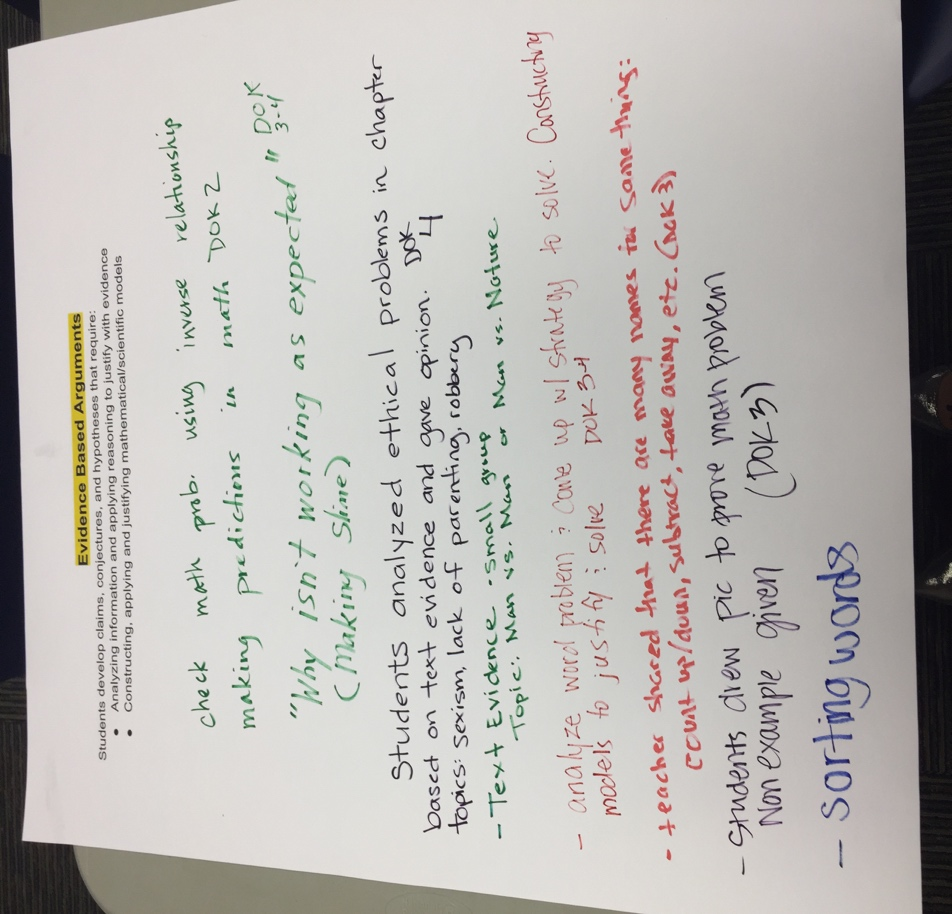 Evidence Based Arguments
Students develop claims, conjectures, and hypotheses that require:
• Analyzing information and applying reasoning to justify with evidence
• Constructing, applying and justifying mathematical/scientific models
check math prob. using inverse relationship
making predictions in math DOK 2
"Why isn't working as expected" DOK 3-4
(making slime)
Students analyzed ethical problems in chapter
based on text evidence and gave opinion. DOK 4
topics: sexism, lack of parenting, robbery
- Text Evidence - small group
Topic: Man vs. Man or Man vs. Nature
- analyze word problem & come up w/ strategy to solve. Constructing
models to justify & solve DOK 3-4
- teacher shared that there are many names for same thing:
count up/down, subtract, take away, etc. (DOK 3)
- Students drew pic to prove math problem
Nonexample given (DOK 3)
- sorting words